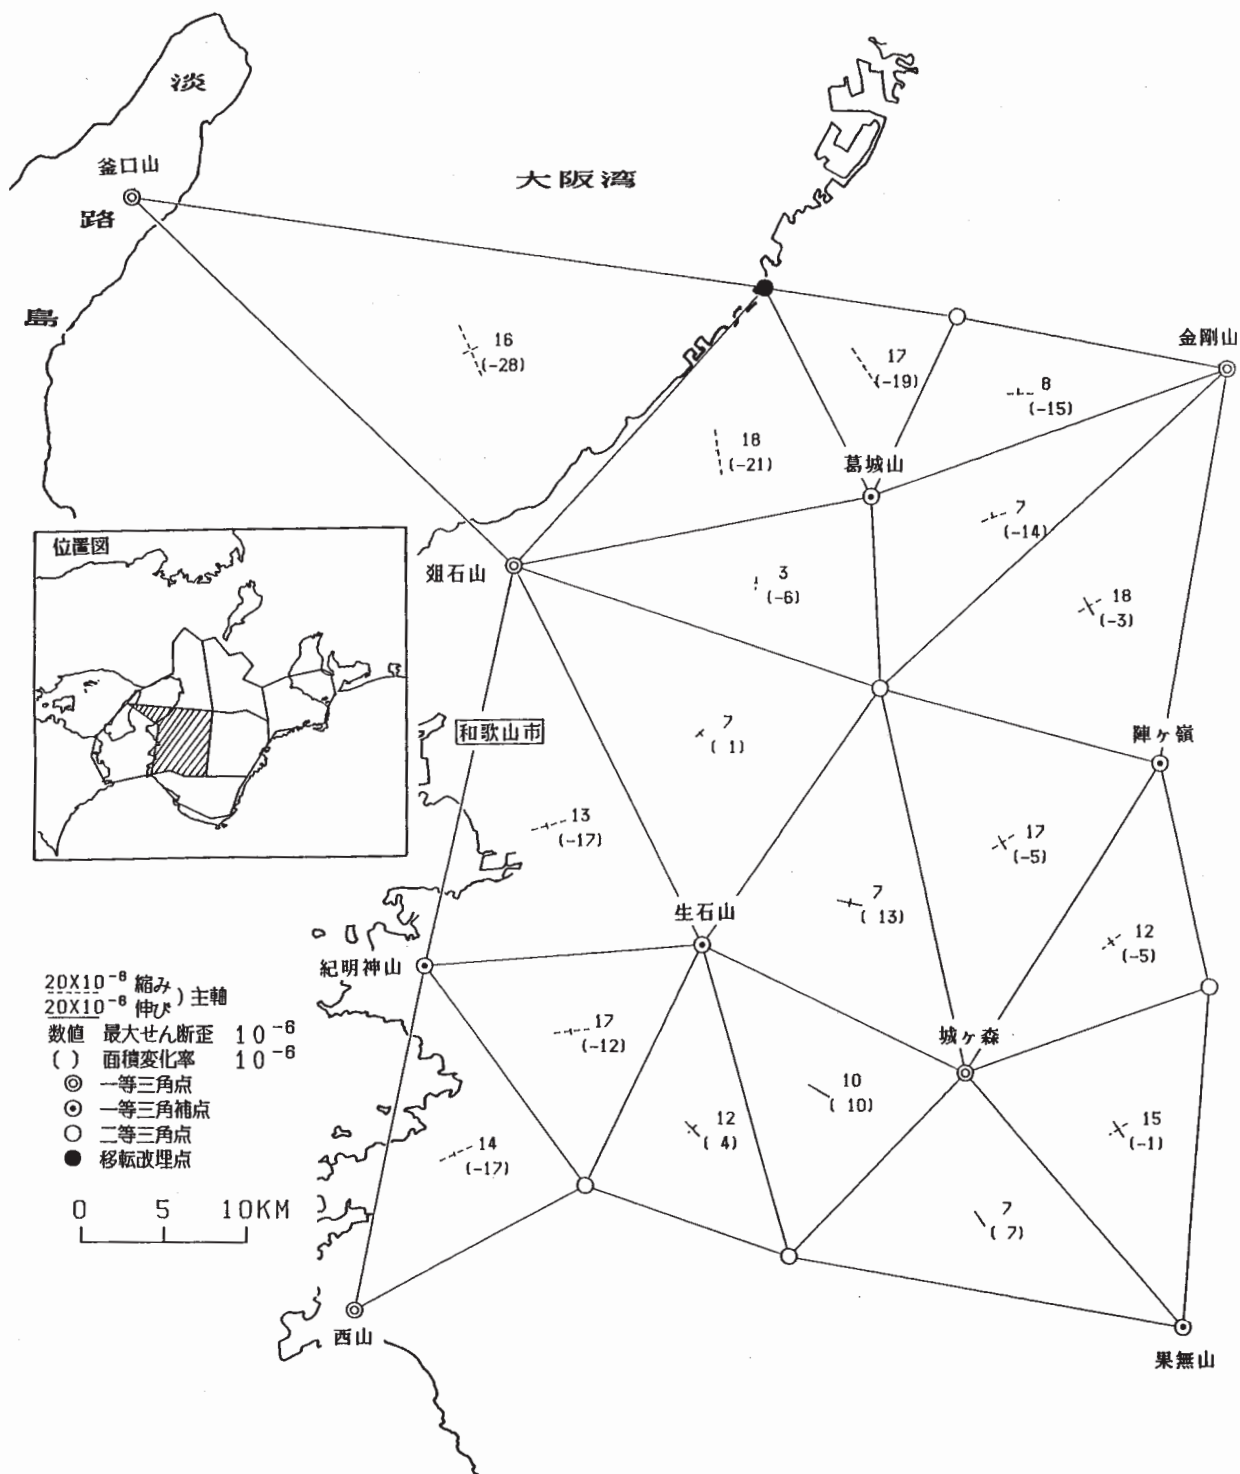 淡
釜口山
大阪湾
路
島
金剛山
16
(-28)
17
(-19)
8
(-15)
18
(-21)
葛城山
7
(-14)
位置図
俎石山
3
(-6)
18
(-3)
和歌山市
7
( 1)
陣ヶ嶺
13
(-17)
17
(-5)
生石山
7
( 13)
12
(-5)
紀明神山
20X10⁻⁶ 縮み
20X10⁻⁶ 伸び
) 主軸
数値 最大せん断歪 10⁻⁶
( ) 面積変化率 10⁻⁶
一等三角点
一等三角補点
二等三角点
移転改埋点
17
(-12)
城ヶ森
10
( 10)
12
( 4)
15
(-1)
14
(-17)
0 5 10KM
7
( 7)
西山
果無山